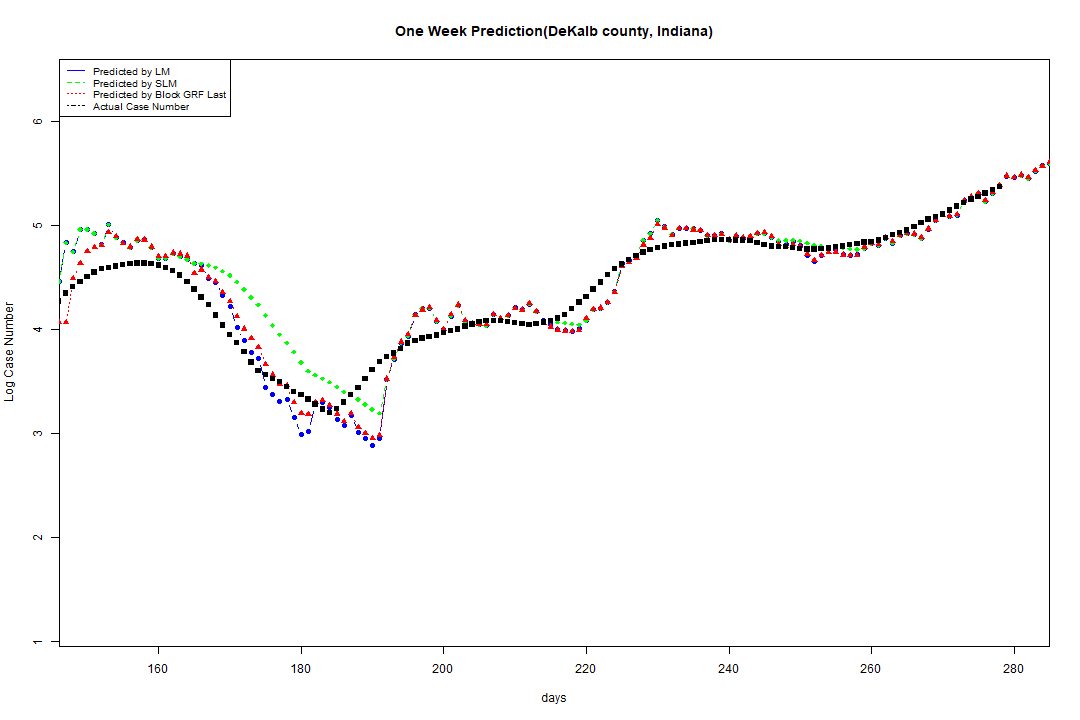 One Week Prediction(DeKalb county, Indiana)
Predicted by LM
Predicted by SLM
Predicted by Block GRF Last
Actual Case Number
6
5
4
3
2
1
Log Case Number
160 180 200 220 240 260 280
days